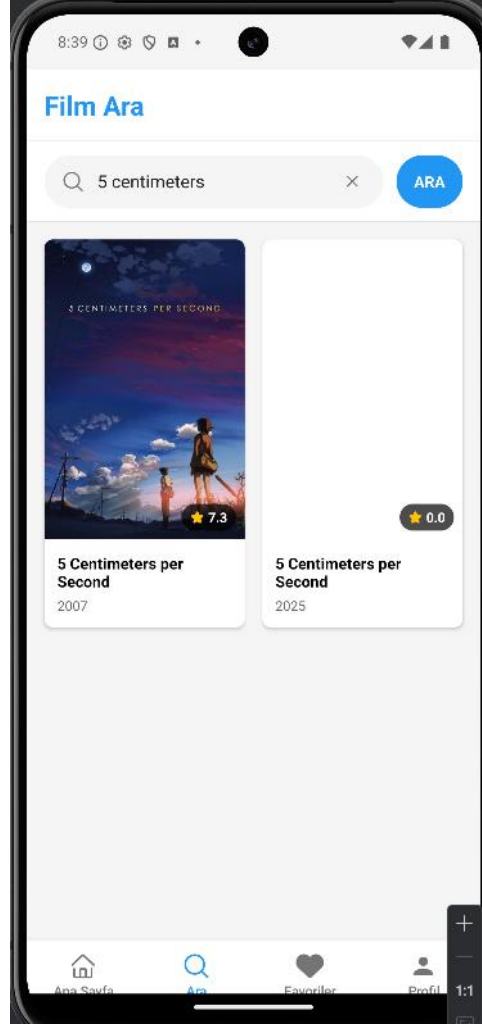 8:39
Film Ara
5 centimeters
ARA
5 CENTIMETERS PER SECOND
7.3
0.0
5 Centimeters per
Second
2007
5 Centimeters per
Second
2025
Ana Sayfa
Ara
Favoriler
Profil
1:1